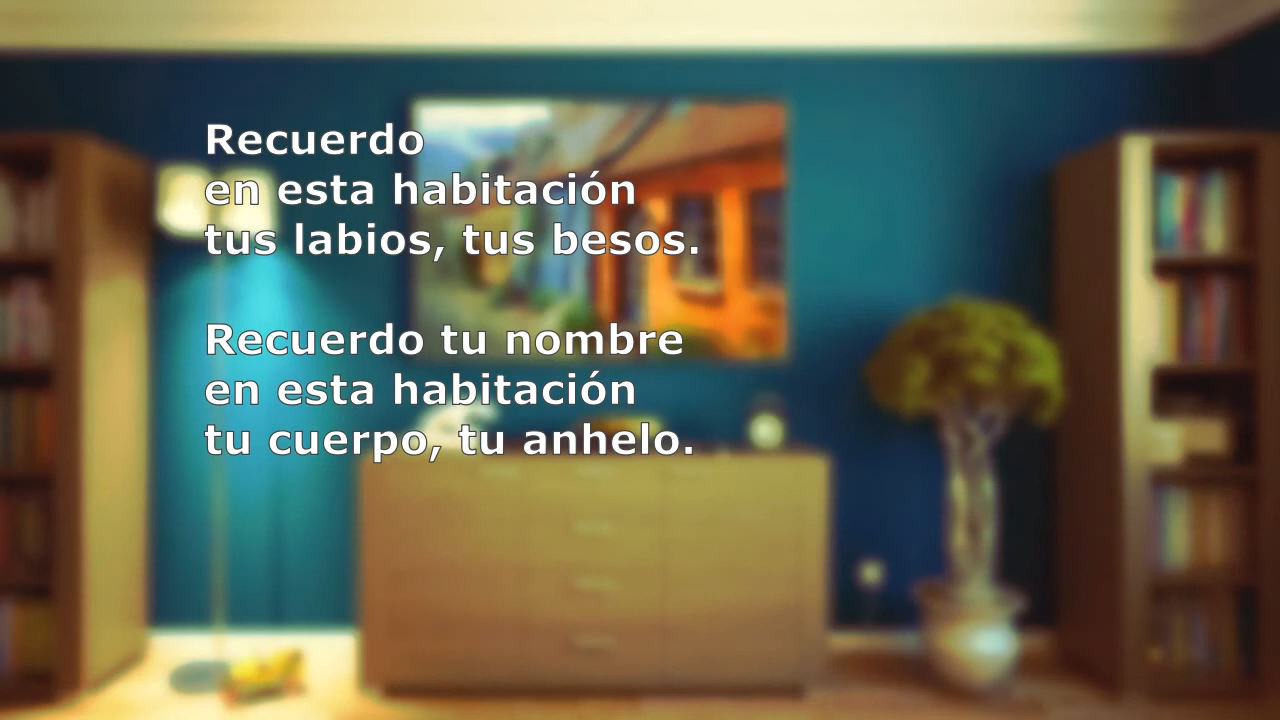 Recuerdo
en esta habitación
tus labios, tus besos.
Recuerdo tu nombre
en esta habitación
tu cuerpo, tu anhelo.